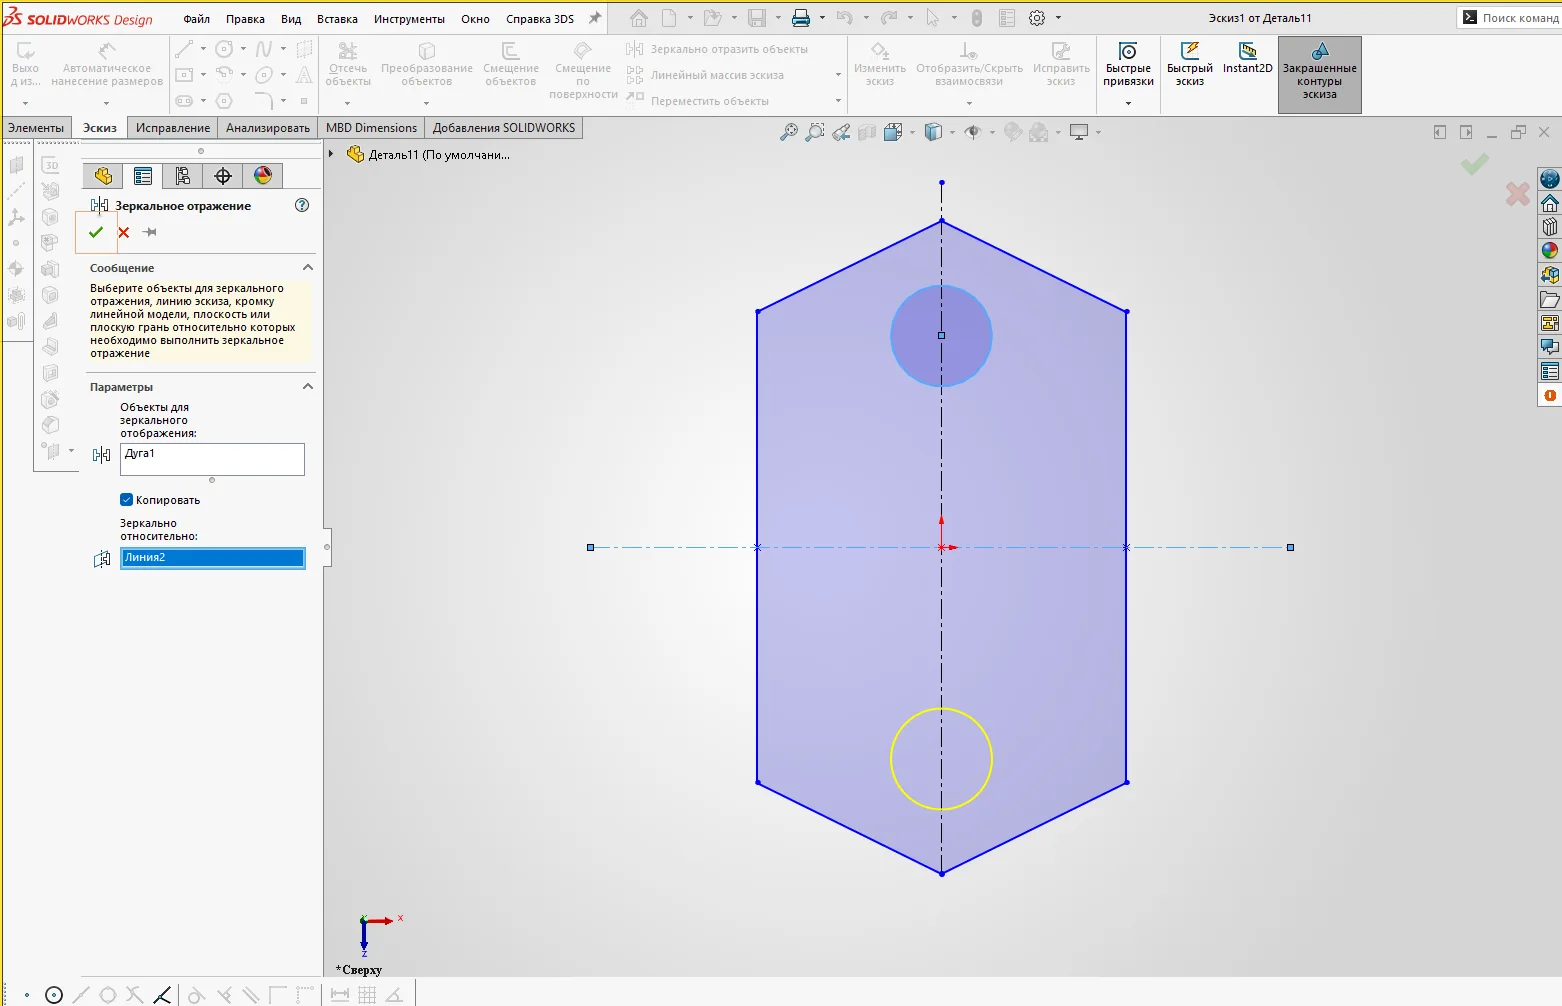 3S SOLIDWORKS Design
Файл Правка Вид Вставка Инструменты Окно Справка 3DS
Эскиз1 от Деталь11
Поиск команд
Выхо
д из...
Автоматическое
нанесение размеров
Отсечь
объекты
Преобразование
объектов
Смещение
объектов
Смещение
по
поверхности
Зеркально отразить объекты
Линейный массив эскиза
Переместить объекты
Изменить
эскиз
Отобразить/Скрыть
взаимосвязи
Исправить
эскиз
Быстрые
привязки
Быстрый
эскиз
Instant2D
Закрашенные
контуры
эскиза
Элементы Эскиз Исправление Анализировать MBD Dimensions Добавления SOLIDWORKS
Деталь11 (По умолчани...
3D
Зеркальное отражение
?
Сообщение
Выберите объекты для зеркального
отражения, линию эскиза, кромку
линейной модели, плоскость или
плоскую грань относительно которых
необходимо выполнить зеркальное
отражение
Параметры
Объекты для
зеркального
отображения:
Дуга1
Копировать
Зеркально
относительно:
Линия2
Y
X
Z
*Сверху